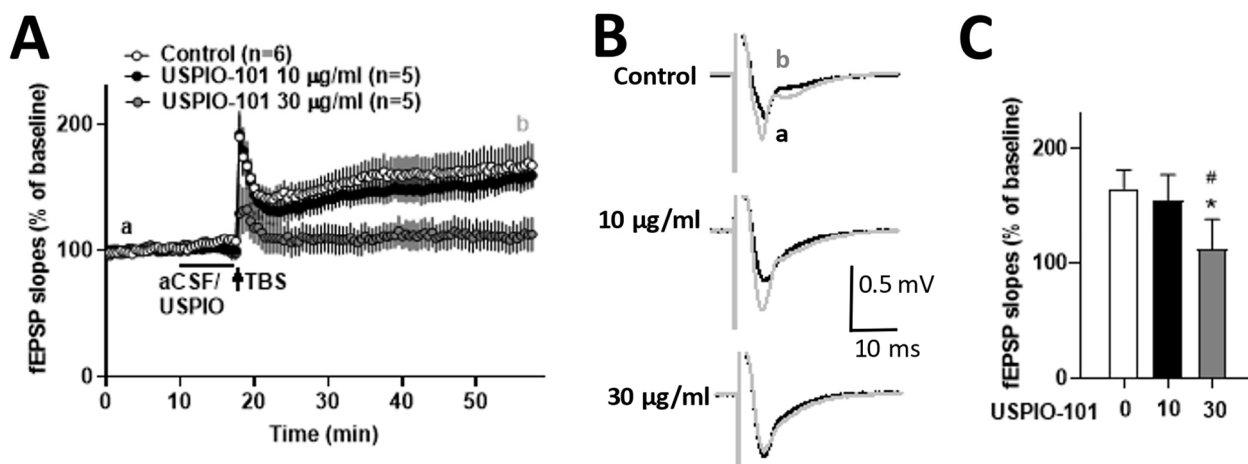 A
Control (n=6)
USPIO-101 10 µg/ml (n=5)
USPIO-101 30 µg/ml (n=5)
fEPSP slopes (% of baseline)
200
100
0
a
b
aCSF/
USPIO
TBS
0
10
20
30
40
50
Time (min)
B
Control
b
a
10 µg/ml
0.5 mV
10 ms
30 µg/ml
C
fEPSP slopes (% of baseline)
200
100
0
#
*
USPIO-101 0 10 30